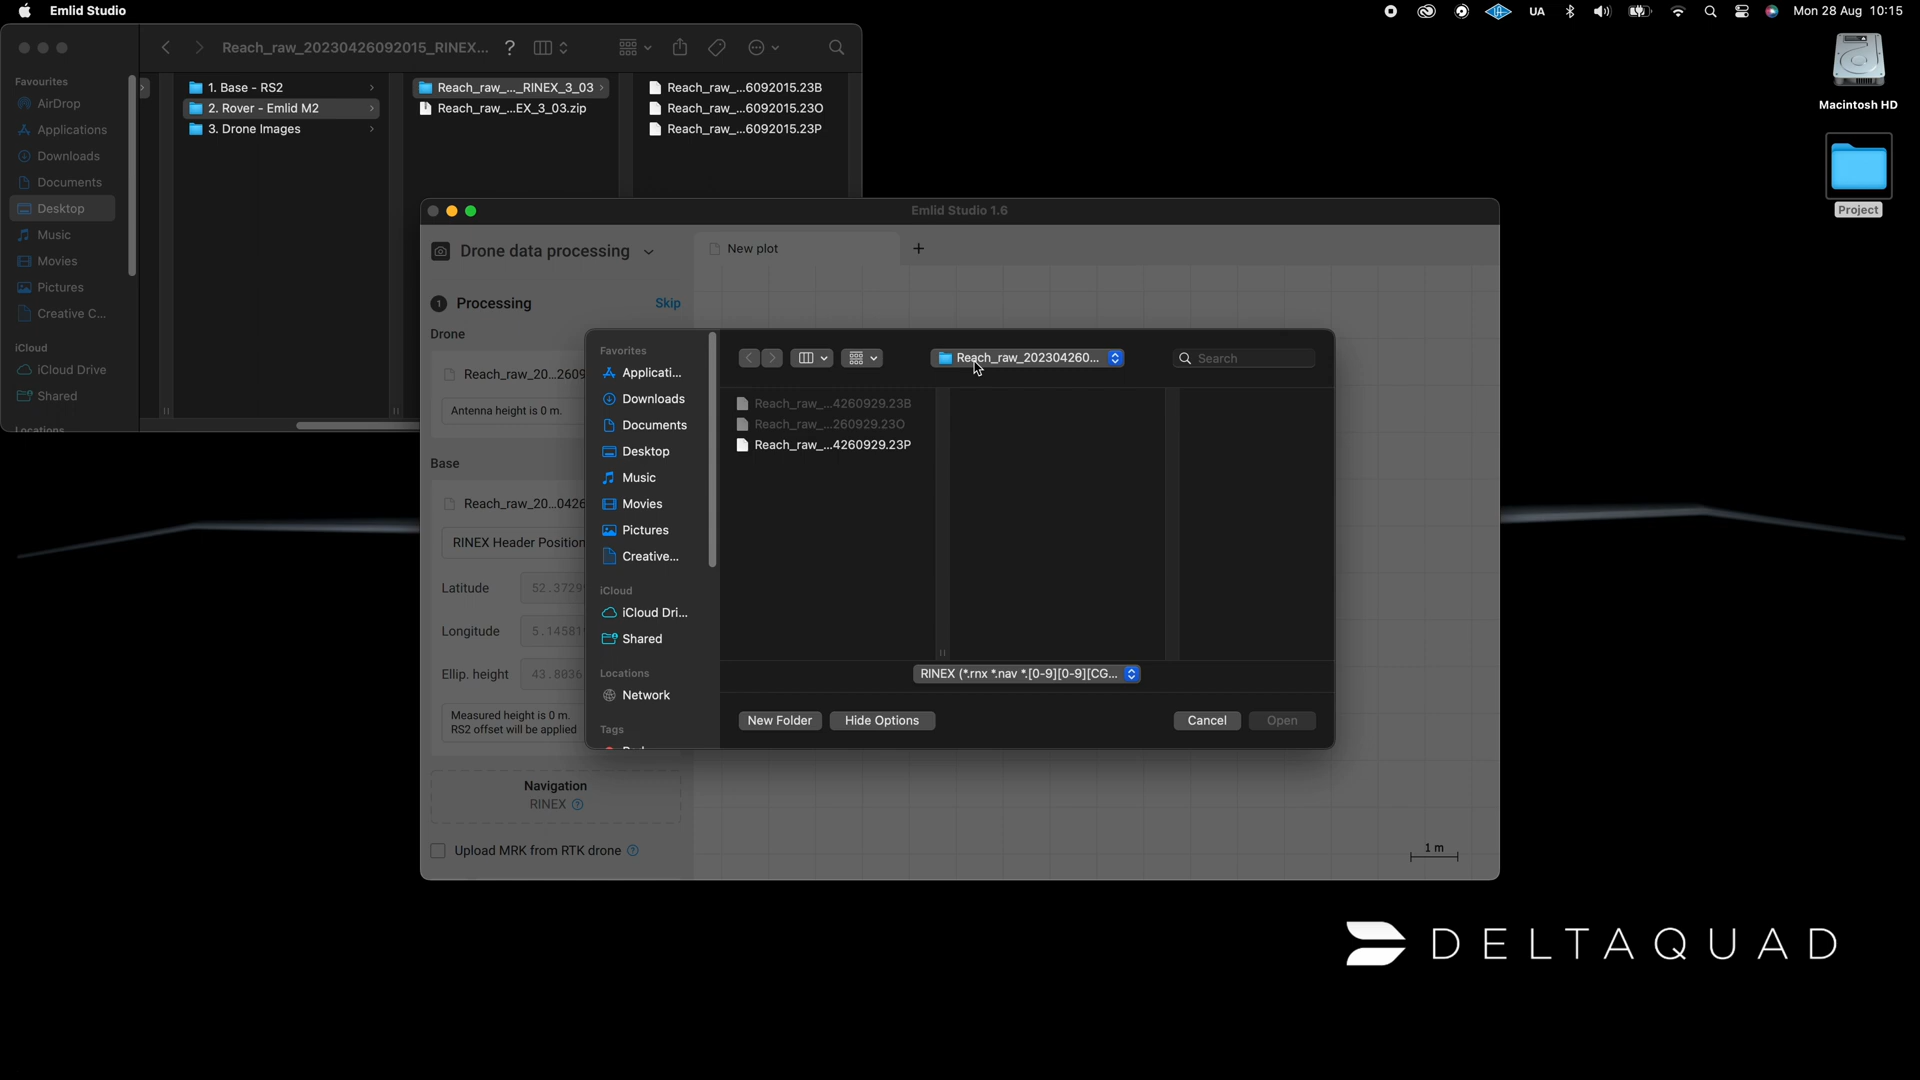 Emlid Studio
UA
Mon 28 Aug 10:15
Reach_raw_20230426092015_RINEX...
?
Favourites
AirDrop
Applications
Downloads
Documents
Desktop
Music
Movies
Pictures
Creative C...
iCloud
iCloud Drive
Shared
Locations
1. Base - RS2
2. Rover - Emlid M2
3. Drone Images
Reach_raw_..._RINEX_3_03
Reach_raw_...EX_3_03.zip
Reach_raw_...6092015.23B
Reach_raw_...6092015.23O
Reach_raw_...6092015.23P
Macintosh HD
Project
Emlid Studio 1.6
Drone data processing
New plot
+
1 Processing
Skip
Drone
Reach_raw_20...2609
Antenna height is 0 m.
Base
Reach_raw_20...0426
RINEX Header Position
Latitude 52.3729
Longitude 5.1458
Ellip. height 43.8036
Measured height is 0 m.
RS2 offset will be applied
Navigation
RINEX ?
Upload MRK from RTK drone ?
1 m
Favorites
Applicati...
Downloads
Documents
Desktop
Music
Movies
Pictures
Creative...
iCloud
iCloud Dri...
Shared
Locations
Network
Tags
Reach_raw_202304260...
Search
Reach_raw_...4260929.23B
Reach_raw_...260929.23O
Reach_raw_...4260929.23P
RINEX (*.rnx *.nav *.[0-9][0-9][CG...
New Folder
Hide Options
Cancel
Open
DELTAQUAD